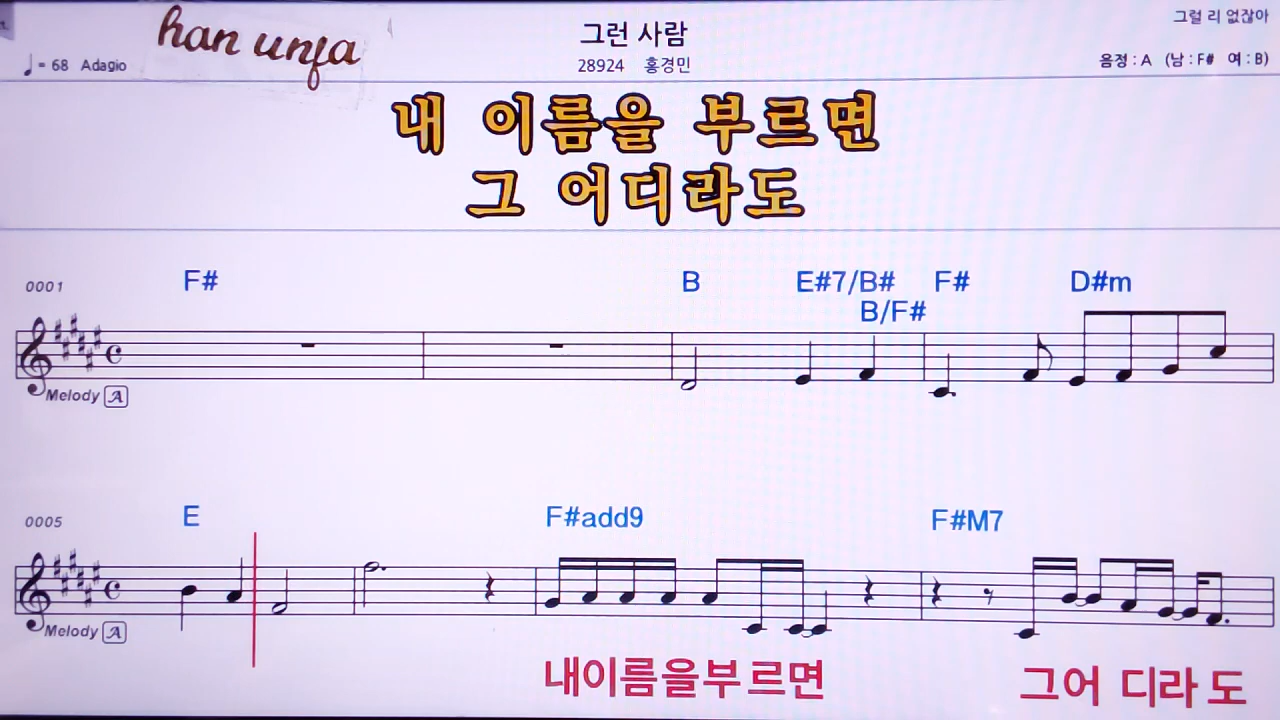 han unfa
그런 사람
그럴 리 없잖아
♩= 68 Adagio
28924 홍경민
음정 : A (남 : F# 여 : B)
내 이름을 부르면
그 어디라도
0001 F# B E#7/B# F# D#m
B/F#
Melody A
0005 E F#add9 F#M7
Melody A
내이름을부르면 그어 디라도